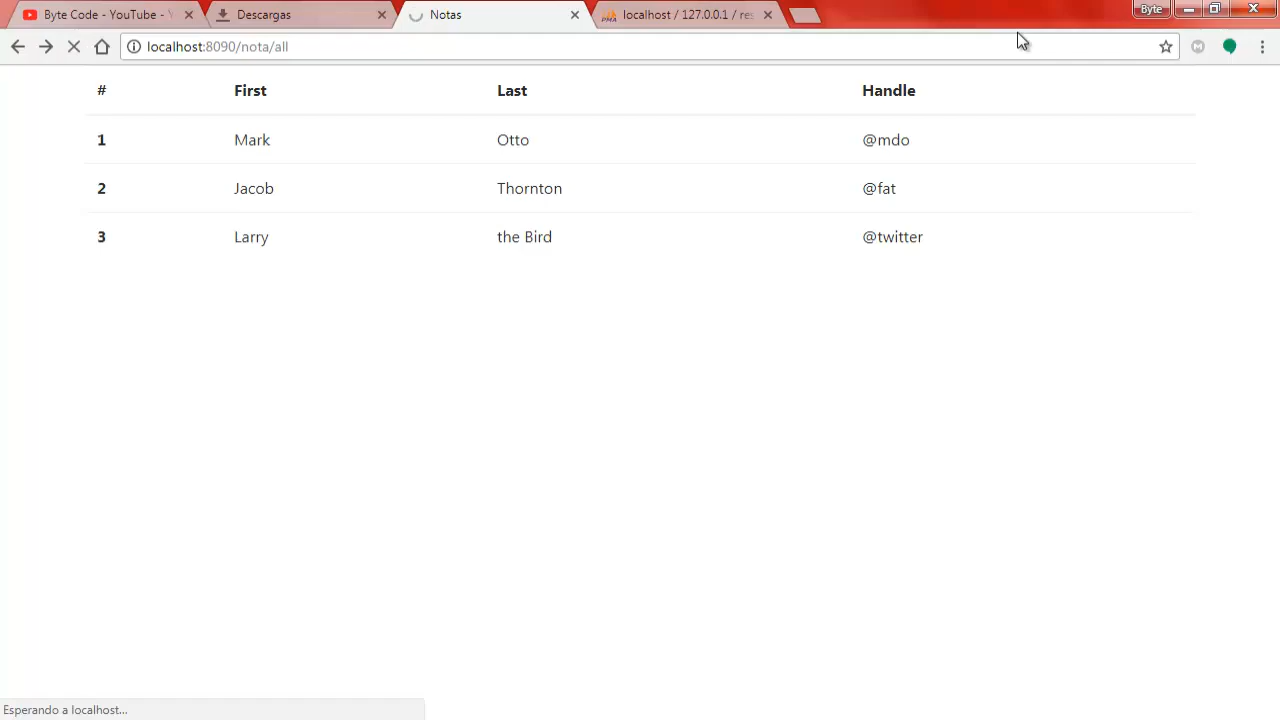 Byte Code - YouTube - Descargas Notas localhost / 127.0.0.1 / res Byte
localhost:8090/nota/all
# First Last Handle
1 Mark Otto @mdo
2 Jacob Thornton @fat
3 Larry the Bird @twitter
Esperando a localhost...